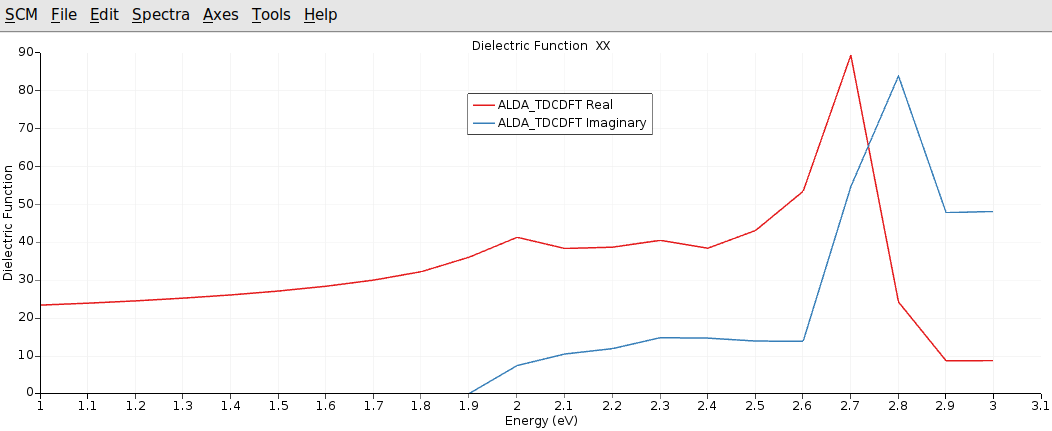 SCM File Edit Spectra Axes Tools Help
Dielectric Function XX
ALDA_TDCDFT Real
ALDA_TDCDFT Imaginary
Dielectric Function
90
80
70
60
50
40
30
20
10
0
1 1.1 1.2 1.3 1.4 1.5 1.6 1.7 1.8 1.9 2 2.1 2.2 2.3 2.4 2.5 2.6 2.7 2.8 2.9 3 3.1
Energy (eV)